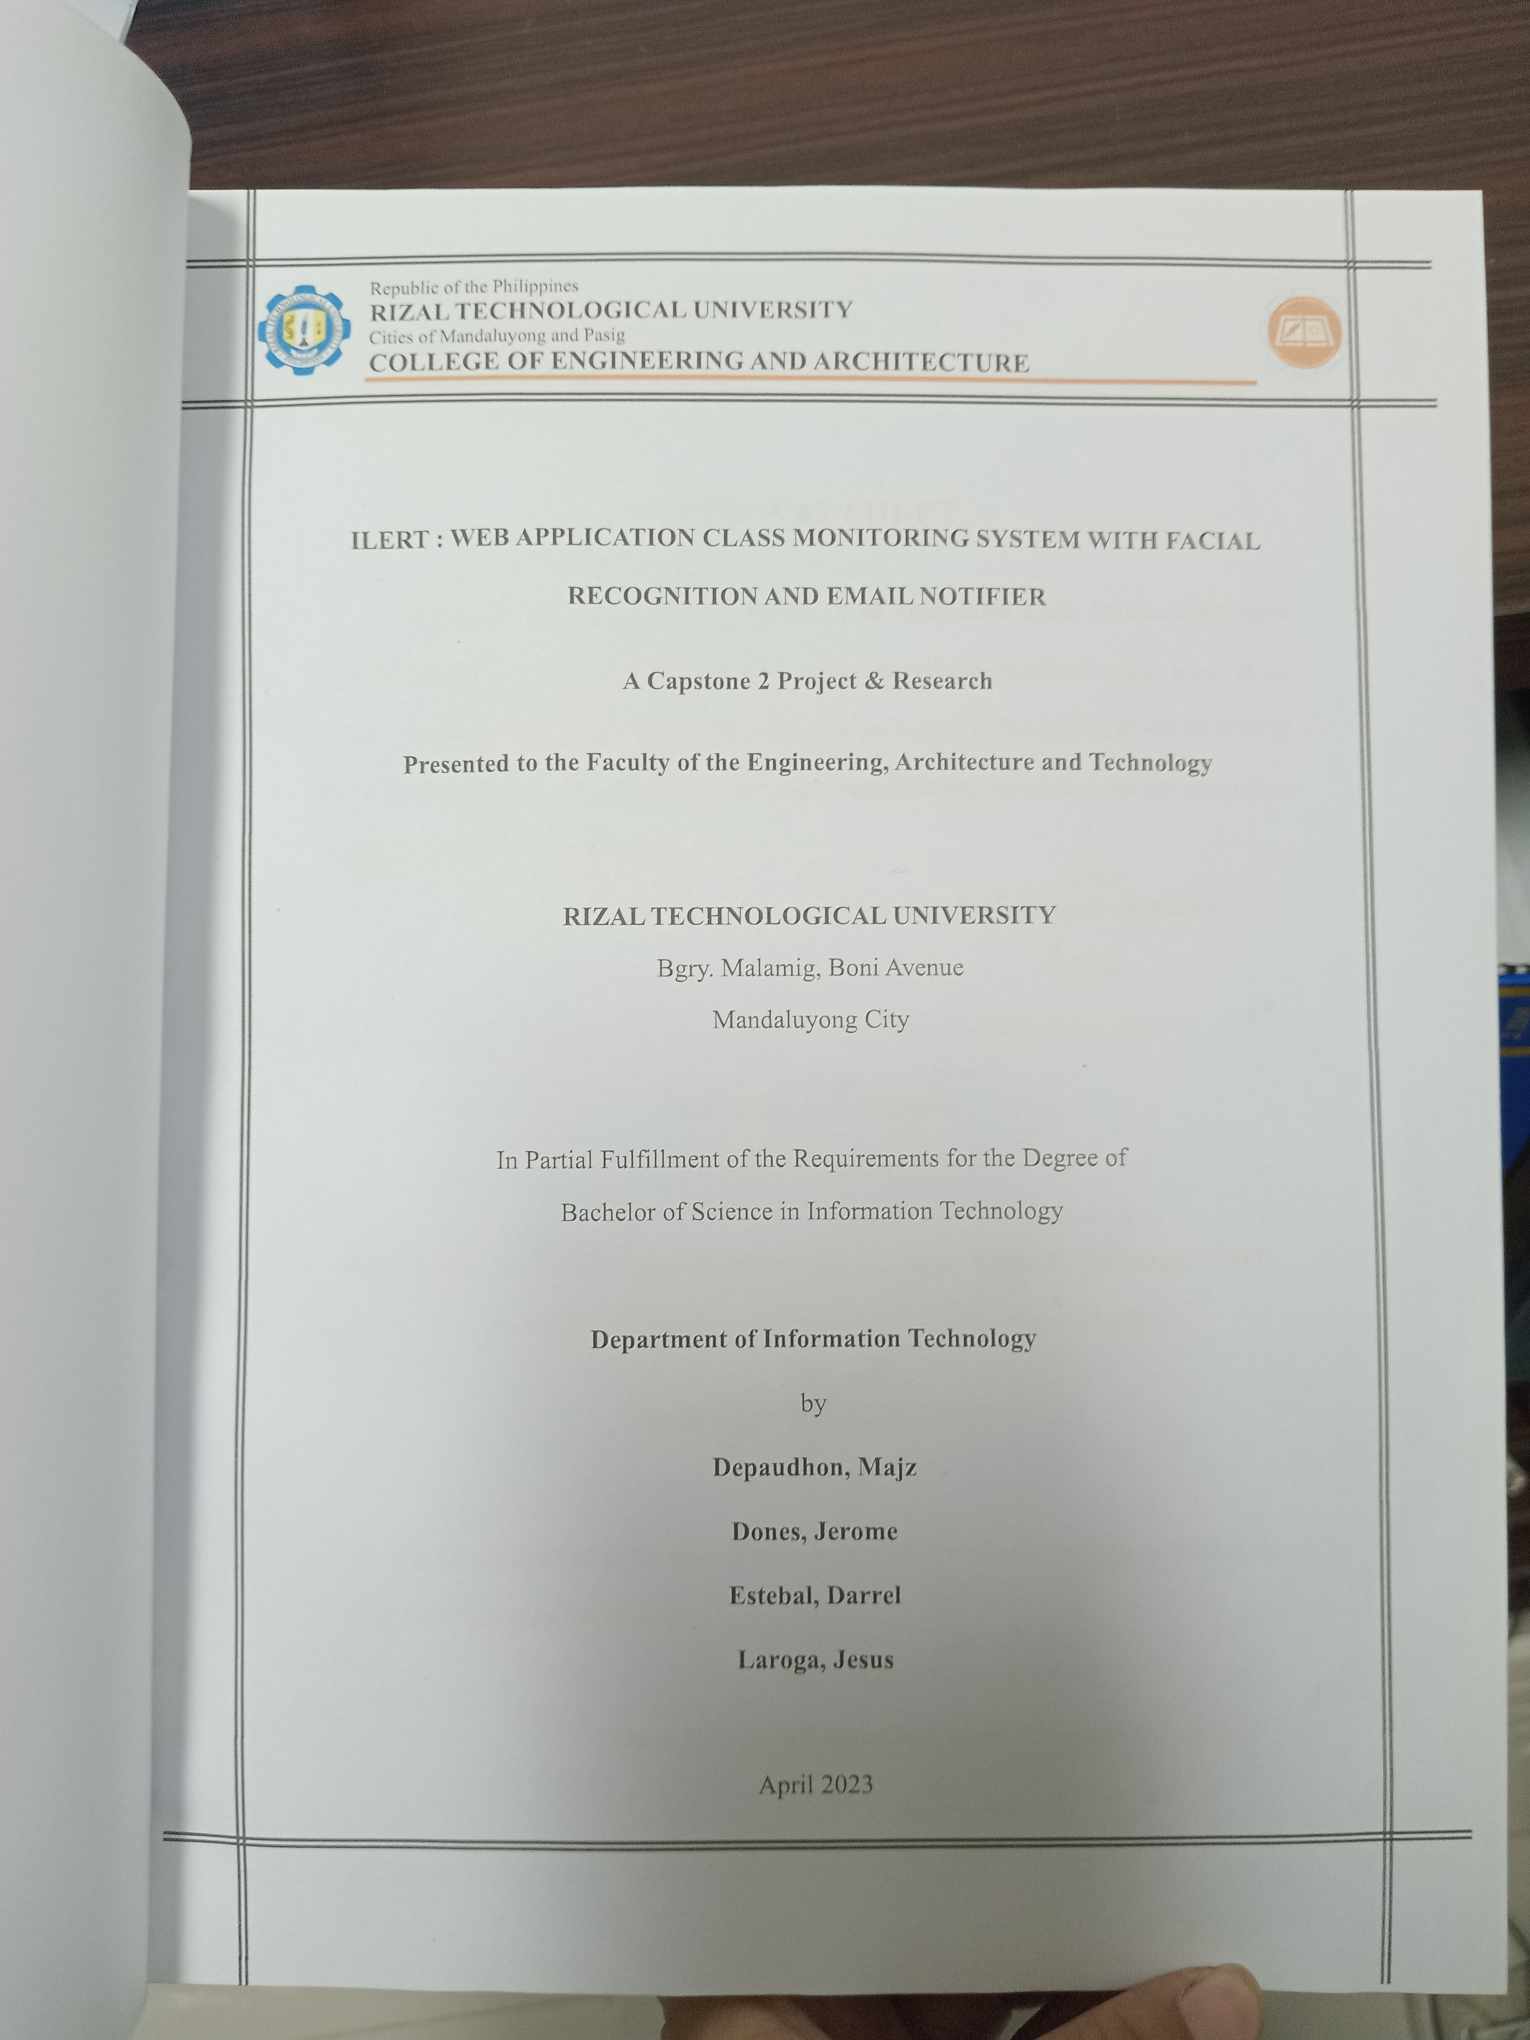 Republic of the Philippines
RIZAL TECHNOLOGICAL UNIVERSITY
Cities of Mandaluyong and Pasig
COLLEGE OF ENGINEERING AND ARCHITECTURE
ILERT : WEB APPLICATION CLASS MONITORING SYSTEM WITH FACIAL
RECOGNITION AND EMAIL NOTIFIER
A Capstone 2 Project & Research
Presented to the Faculty of the Engineering, Architecture and Technology
RIZAL TECHNOLOGICAL UNIVERSITY
Bgry. Malamig, Boni Avenue
Mandaluyong City
In Partial Fulfillment of the Requirements for the Degree of
Bachelor of Science in Information Technology
Department of Information Technology
by
Depaudhon, Majz
Dones, Jerome
Estebal, Darrel
Laroga, Jesus
April 2023